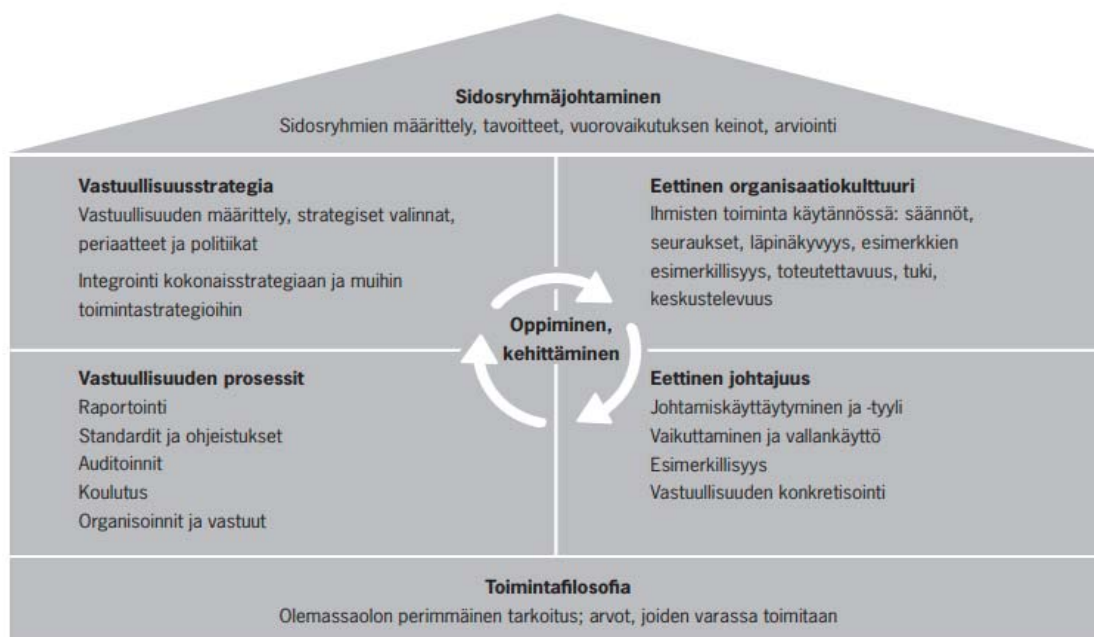 Sidosryhmäjohtaminen
Sidosryhmien määrittely, tavoitteet, vuorovaikutuksen keinot, arviointi
Vastuullisuusstrategia
Vastuullisuuden määrittely, strategiset valinnat,
periaatteet ja politiikat
Integrointi kokonaisstrategiaan ja muihin
toimintastrategioihin
Eettinen organisaatiokulttuuri
Ihmisten toiminta käytännössä: säännöt,
seuraukset, läpinäkyvyys, esimerkkien
esimerkillisyys, toteutettavuus, tuki,
keskustelevuus
Oppiminen,
kehittäminen
Vastuullisuuden prosessit
Raportointi
Standardit ja ohjeistukset
Auditoinnit
Koulutus
Organisoinnit ja vastuut
Eettinen johtajuus
Johtamiskäyttäytyminen ja -tyyli
Vaikuttaminen ja vallankäyttö
Esimerkillisyys
Vastuullisuuden konkretisointi
Toimintafilosofia
Olemassaolon perimmäinen tarkoitus; arvot, joiden varassa toimitaan